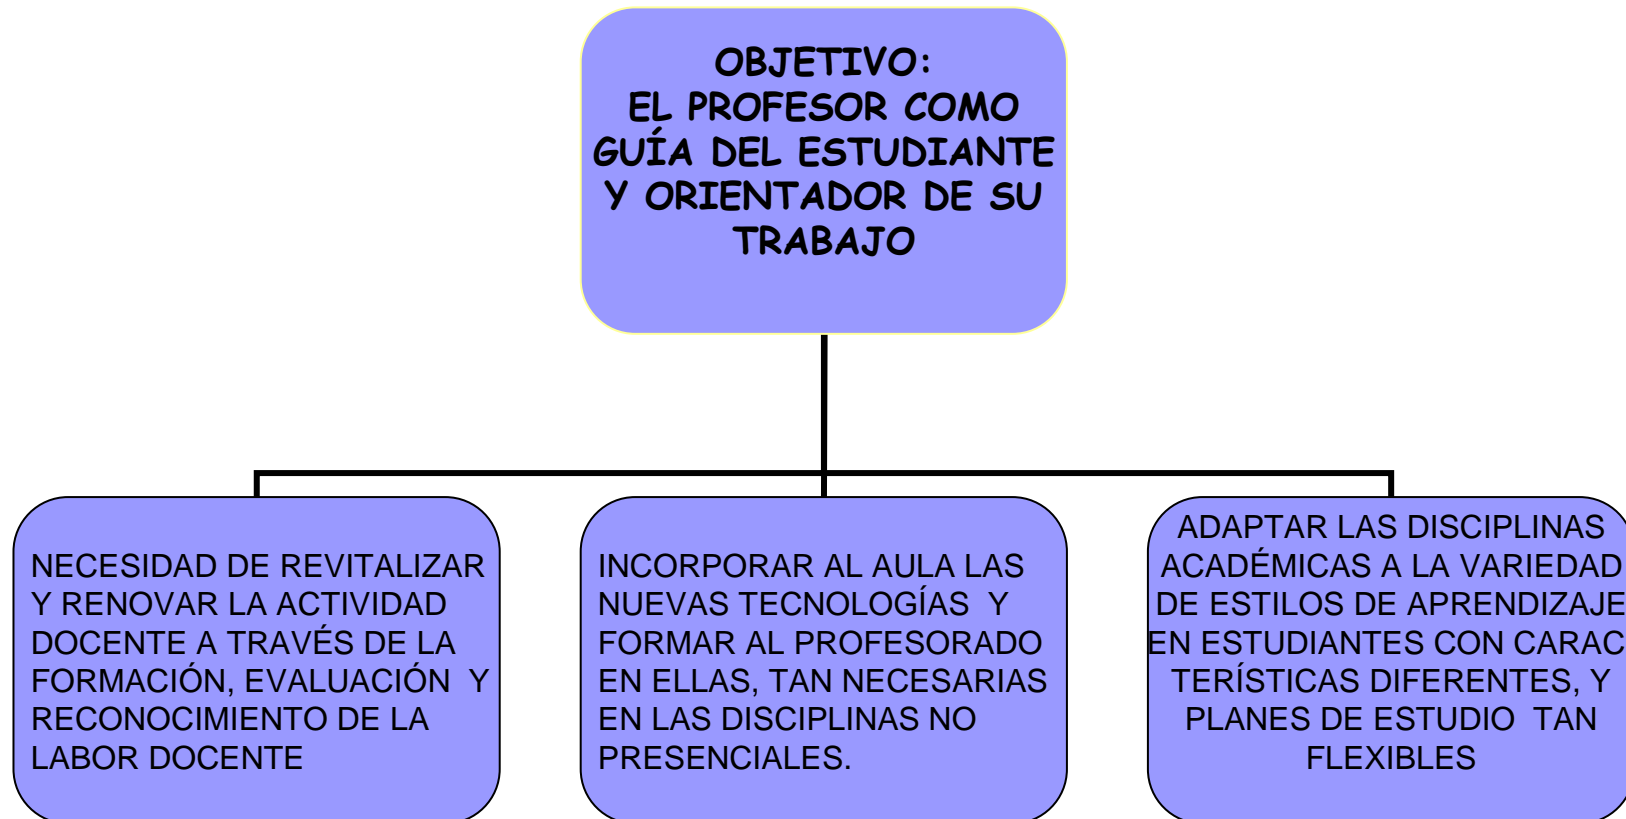 OBJETIVO:
EL PROFESOR COMO
GUÍA DEL ESTUDIANTE
Y ORIENTADOR DE SU
TRABAJO
NECESIDAD DE REVITALIZAR
Y RENOVAR LA ACTIVIDAD
DOCENTE A TRAVÉS DE LA
FORMACIÓN, EVALUACIÓN Y
RECONOCIMIENTO DE LA
LABOR DOCENTE
INCORPORAR AL AULA LAS
NUEVAS TECNOLOGÍAS Y
FORMAR AL PROFESORADO
EN ELLAS, TAN NECESARIAS
EN LAS DISCIPLINAS NO
PRESENCIALES.
ADAPTAR LAS DISCIPLINAS
ACADÉMICAS A LA VARIEDAD
DE ESTILOS DE APRENDIZAJE
EN ESTUDIANTES CON CARAC
TERÍSTICAS DIFERENTES, Y
PLANES DE ESTUDIO TAN
FLEXIBLES